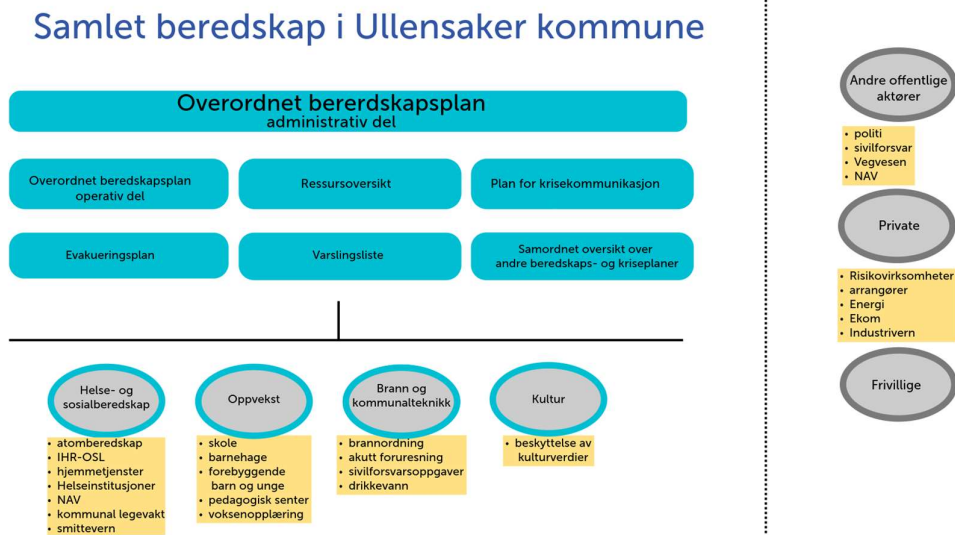 Samlet beredskap i Ullensaker kommune
Overordnet bererdskapsplan
administrativ del
Overordnet beredskapsplan
operativ del
Ressursoversikt
Plan for krisekommunikasjon
Evakueringsplan
Varslingsliste
Samordnet oversikt over
andre beredskaps- og kriseplaner
Helse- og
sosialberedskap
• atomberedskap
• IHR-OSL
• hjemmetjenster
• Helseinstitusjoner
• NAV
• kommunal legevakt
• smittevern
Oppvekst
• skole
• barnehage
• forebyggende
barn og unge
• pedagogisk senter
• voksenopplæring
Brann og
kommunalteknikk
• brannordning
• akutt foruresning
• sivilforsvarsoppgaver
• drikkevann
Kultur
• beskyttelse av
kulturverdier
Andre offentlige
aktører
• politi
• sivilforsvar
• Vegvesen
• NAV
Private
• Risikovirksomheter
• arrangører
• Energi
• Ekom
• Industrivern
Frivillige